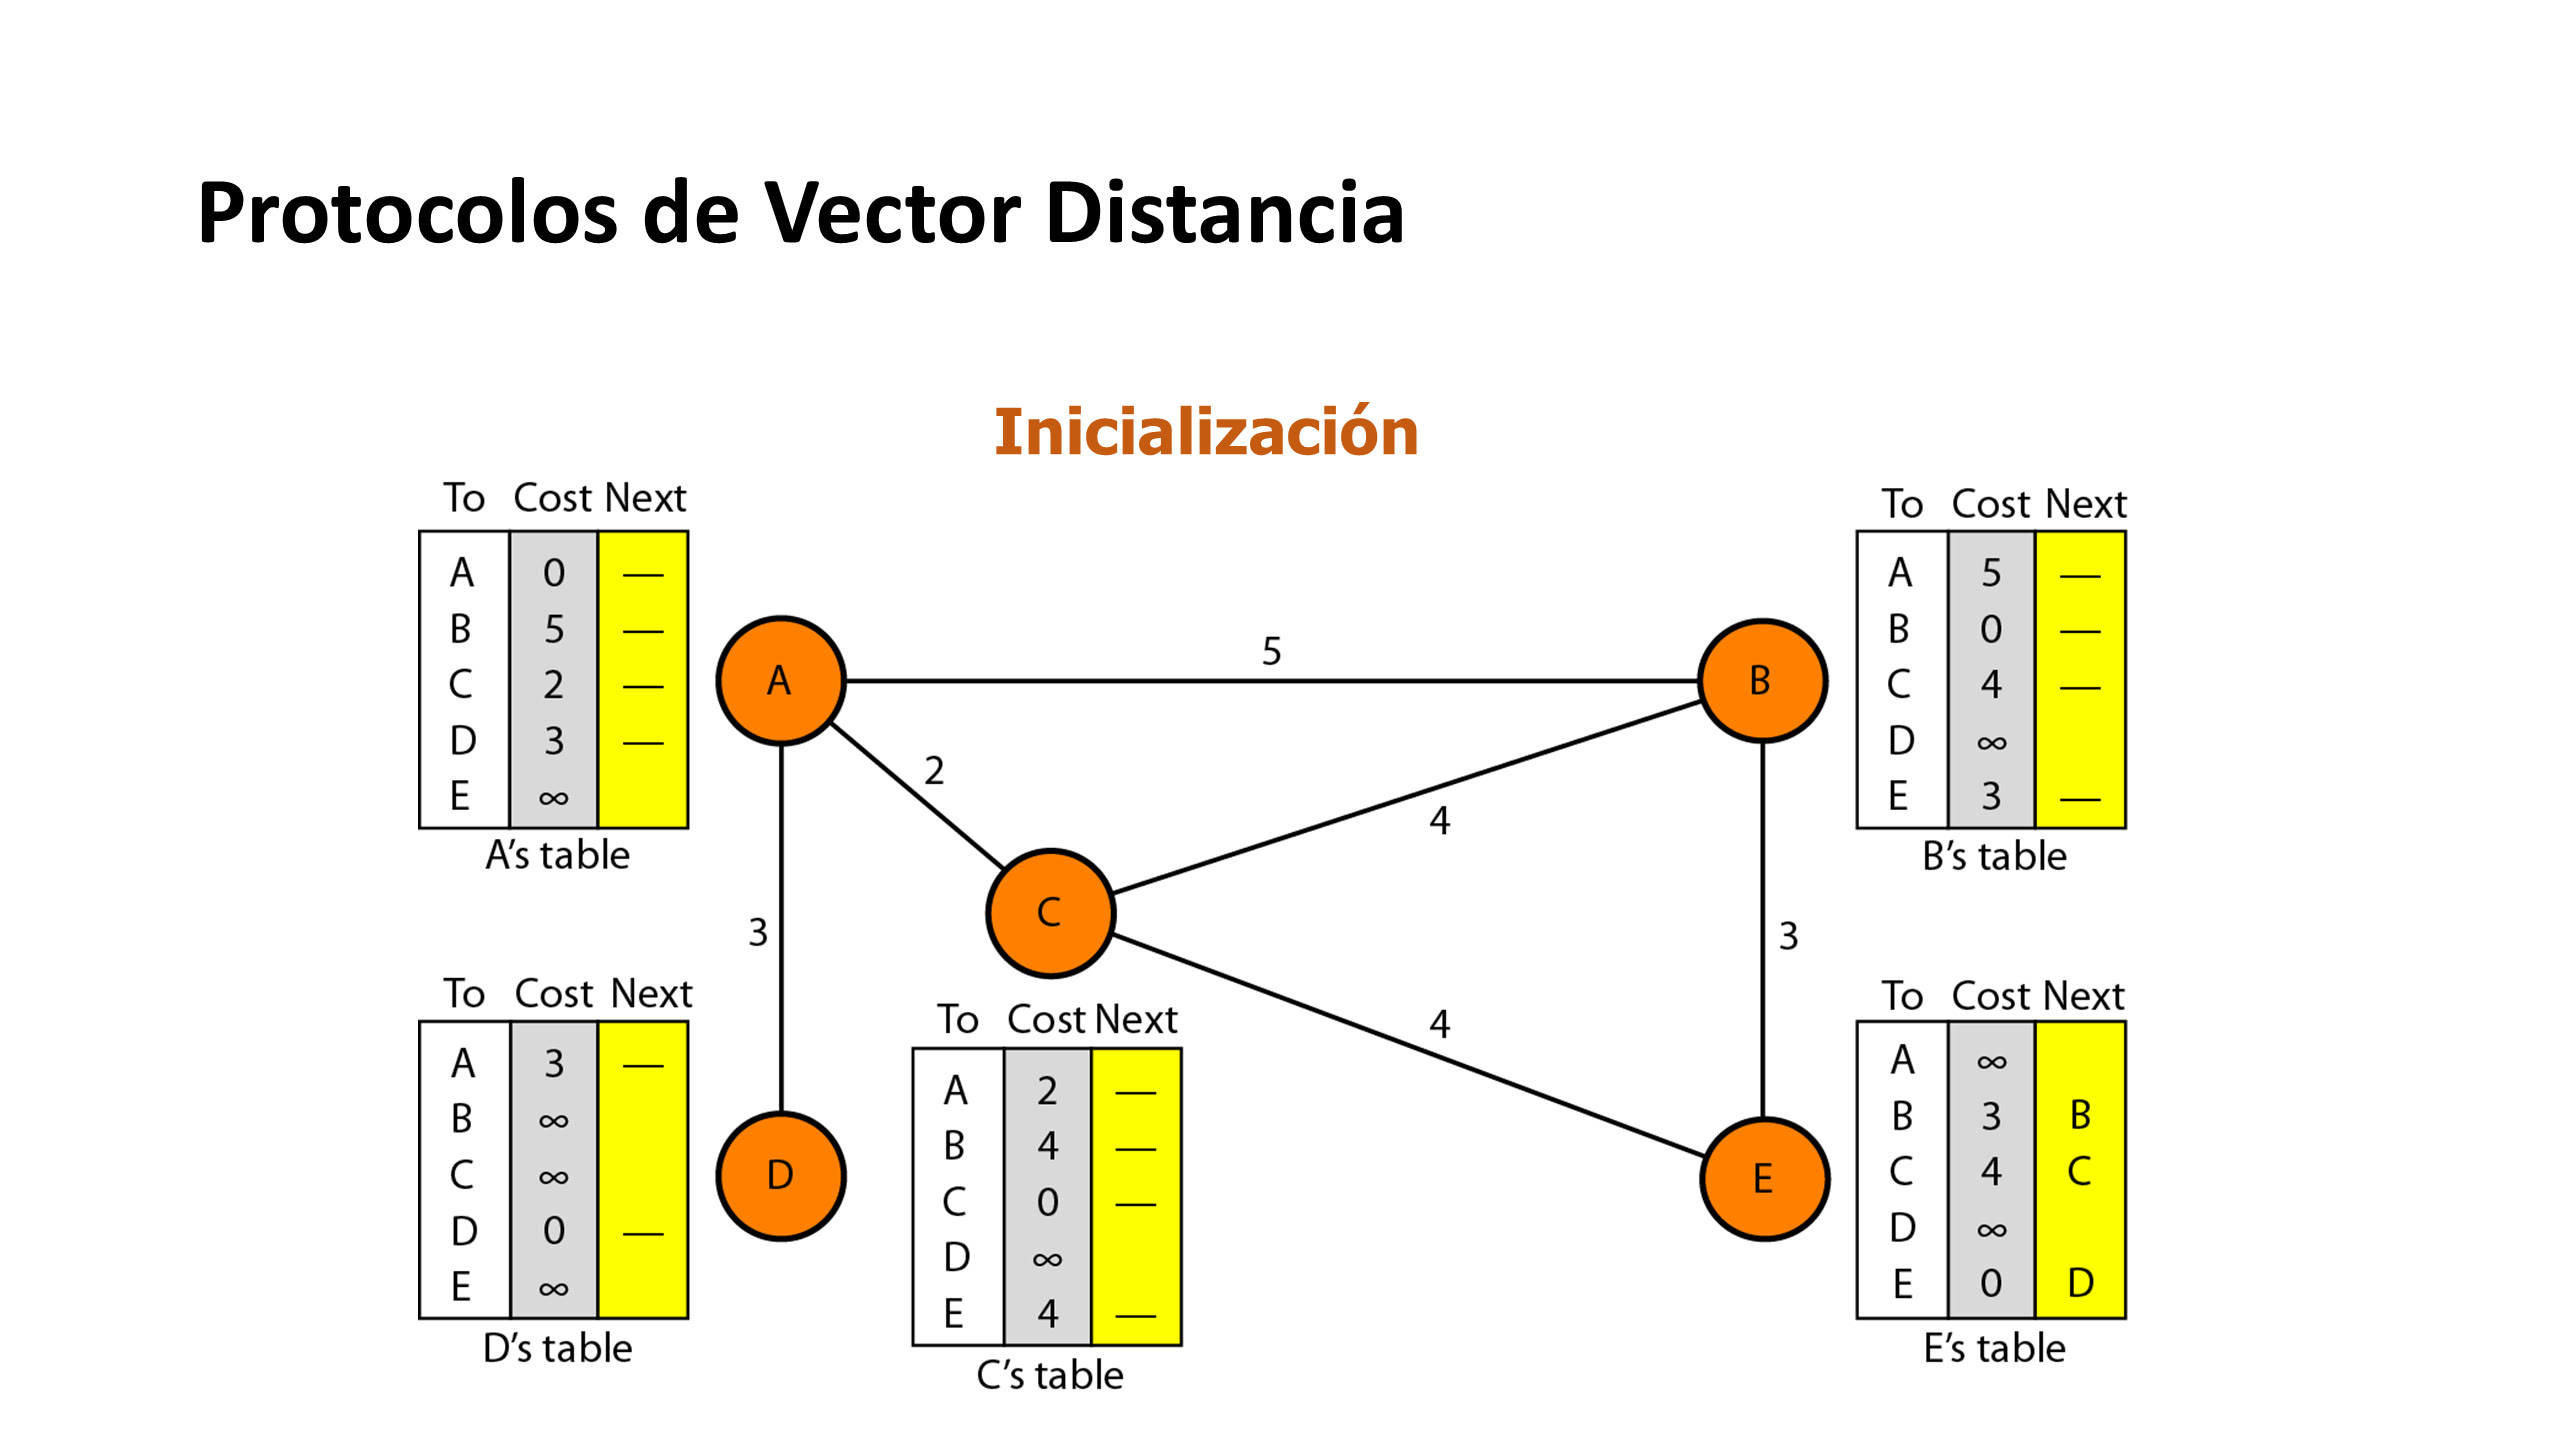 Protocolos de Vector Distancia
Inicialización
To Cost Next
A 0 —
B 5 —
C 2 —
D 3 —
E ∞
A's table
To Cost Next
A 5 —
B 0 —
C 4 —
D ∞
E 3 —
B's table
A
5
B
2
4
C
3
3
4
D
E
To Cost Next
A 3 —
B ∞
C ∞
D 0 —
E ∞
D's table
To Cost Next
A 2 —
B 4 —
C 0 —
D ∞
E 4 —
C's table
To Cost Next
A ∞
B 3 B
C 4 C
D ∞
E 0 D
E's table